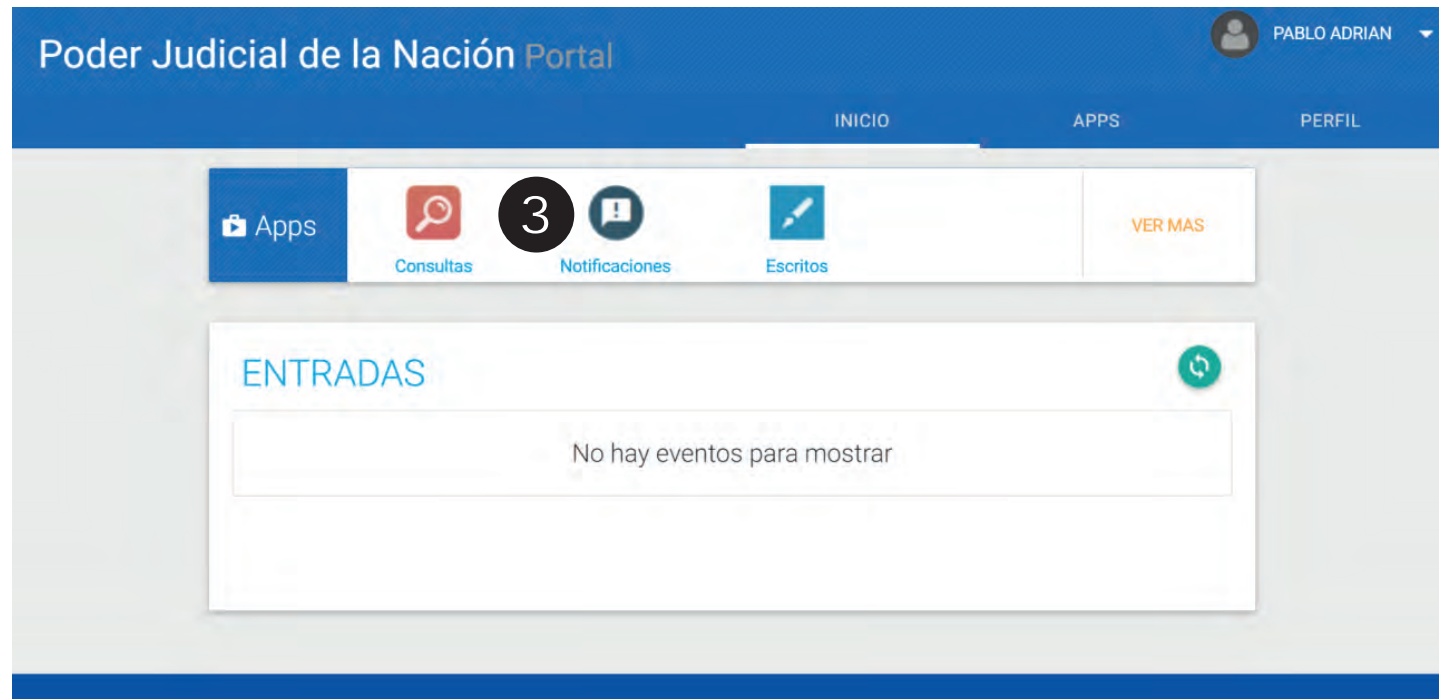 Poder Judicial de la Nación Portal
PABLO ADRIAN
INICIO APPS PERFIL
Apps
3
Consultas Notificaciones Escritos
VER MAS
ENTRADAS
No hay eventos para mostrar